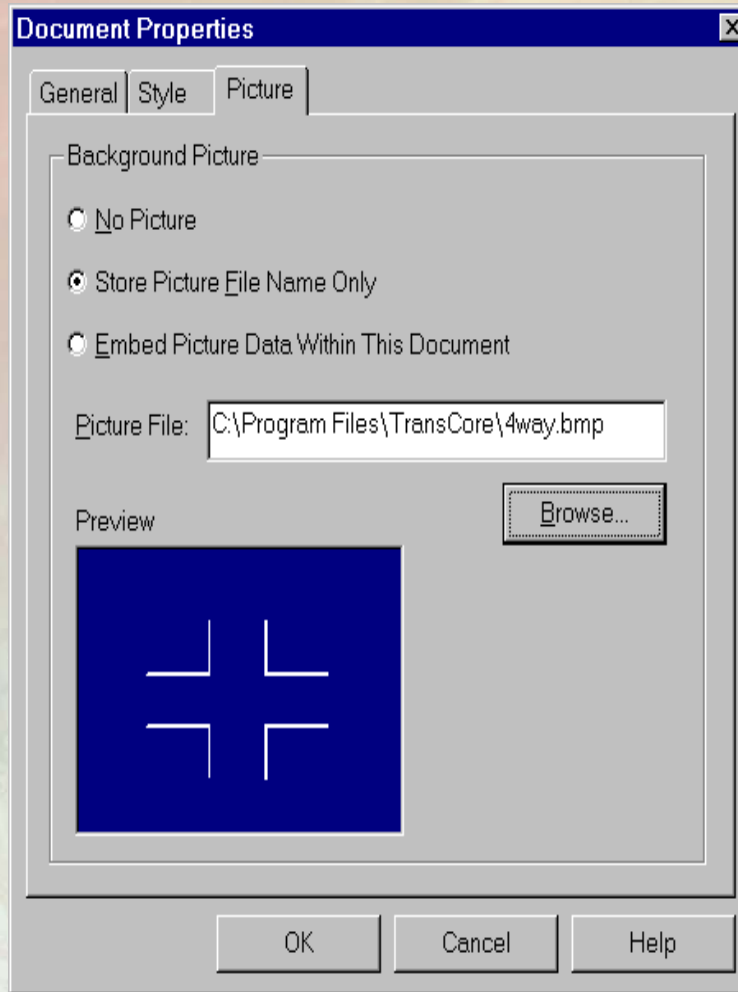 Document Properties
General Style Picture
Background Picture
No Picture
Store Picture File Name Only
Embed Picture Data Within This Document
Picture File: C:\Program Files\TransCore\4way.bmp
Browse...
Preview
OK Cancel Help